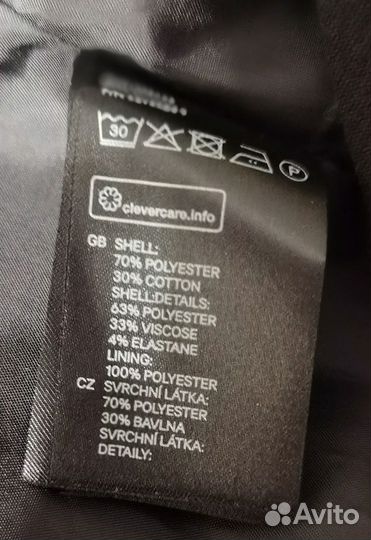 30
P
clevercare.info
GB SHELL:
70% POLYESTER
30% COTTON
SHELL:DETAILS:
63% POLYESTER
33% VISCOSE
4% ELASTANE
LINING:
100% POLYESTER
CZ SVRCHNÍ LÁTKA:
70% POLYESTER
30% BAVLNA
SVRCHNÍ LÁTKA:
DETAILY:
Avito